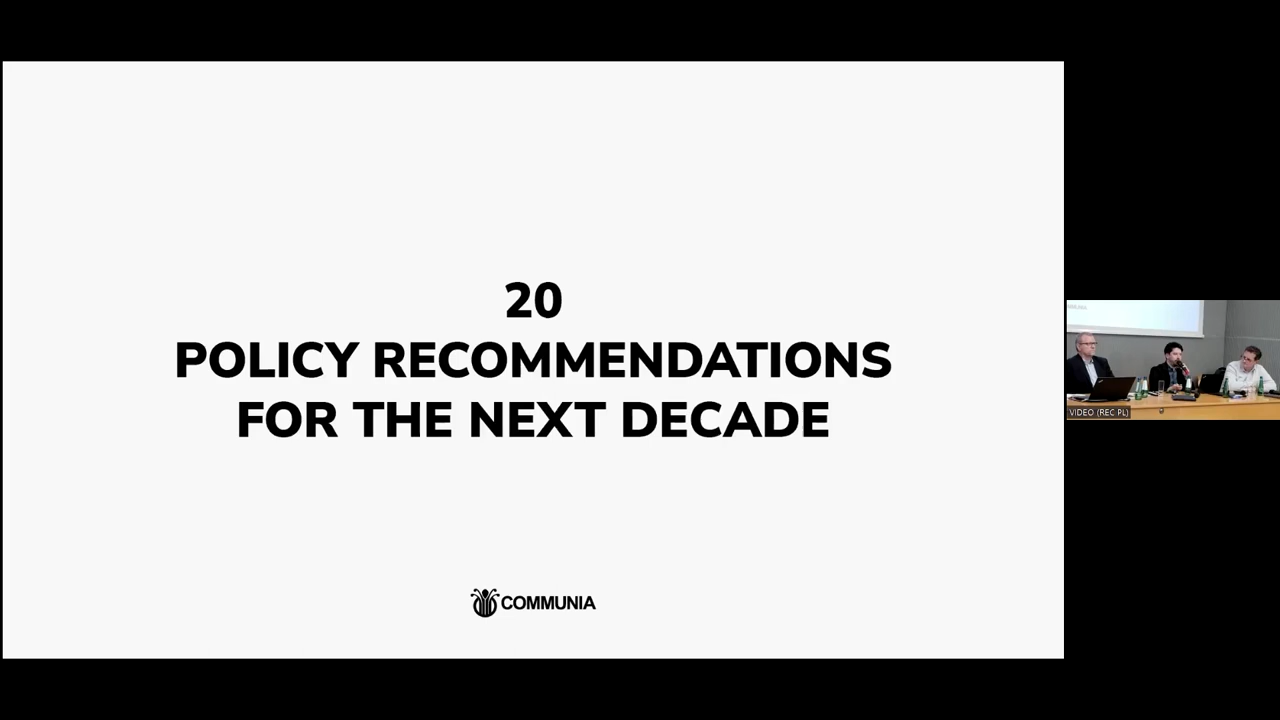 20
POLICY RECOMMENDATIONS
FOR THE NEXT DECADE
COMMUNIA
VIDEO (REC PL)